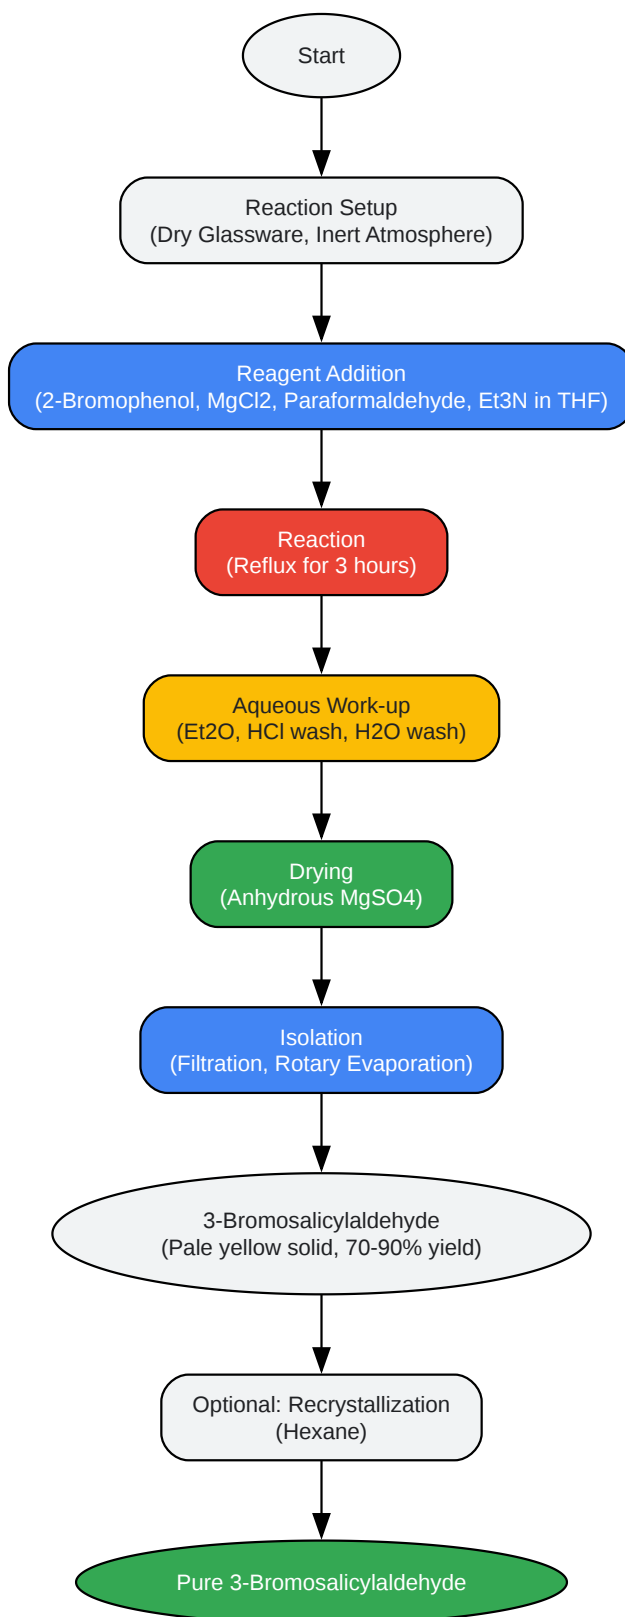 Start
Reaction Setup
(Dry Glassware, Inert Atmosphere)
Reagent Addition
(2-Bromophenol, MgCl2, Paraformaldehyde, Et3N in THF)
Reaction
(Reflux for 3 hours)
Aqueous Work-up
(Et2O, HCl wash, H2O wash)
Drying
(Anhydrous MgSO4)
Isolation
(Filtration, Rotary Evaporation)
3-Bromosalicylaldehyde
(Pale yellow solid, 70-90% yield)
Optional: Recrystallization
(Hexane)
Pure 3-Bromosalicylaldehyde